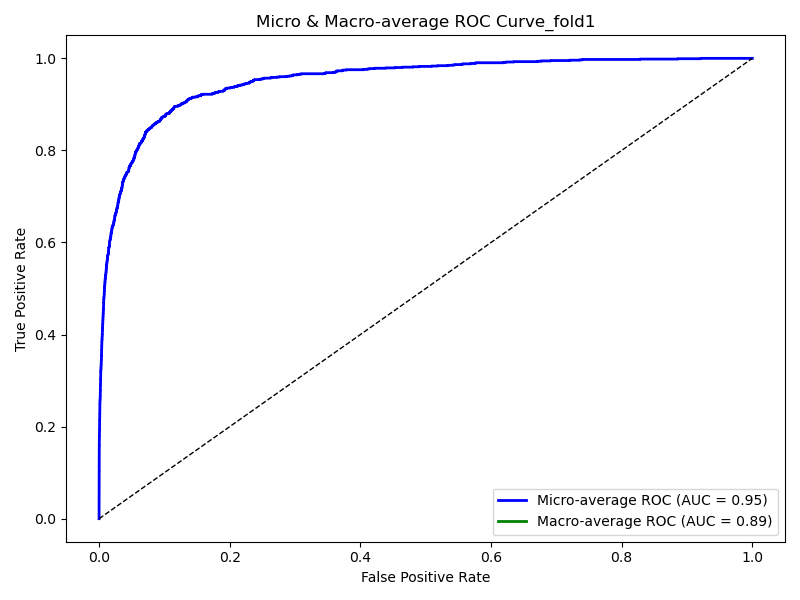 Micro & Macro-average ROC Curve_fold1
1.0
0.8
0.6
0.4
0.2
0.0
True Positive Rate
Micro-average ROC (AUC = 0.95)
Macro-average ROC (AUC = 0.89)
0.0 0.2 0.4 0.6 0.8 1.0
False Positive Rate